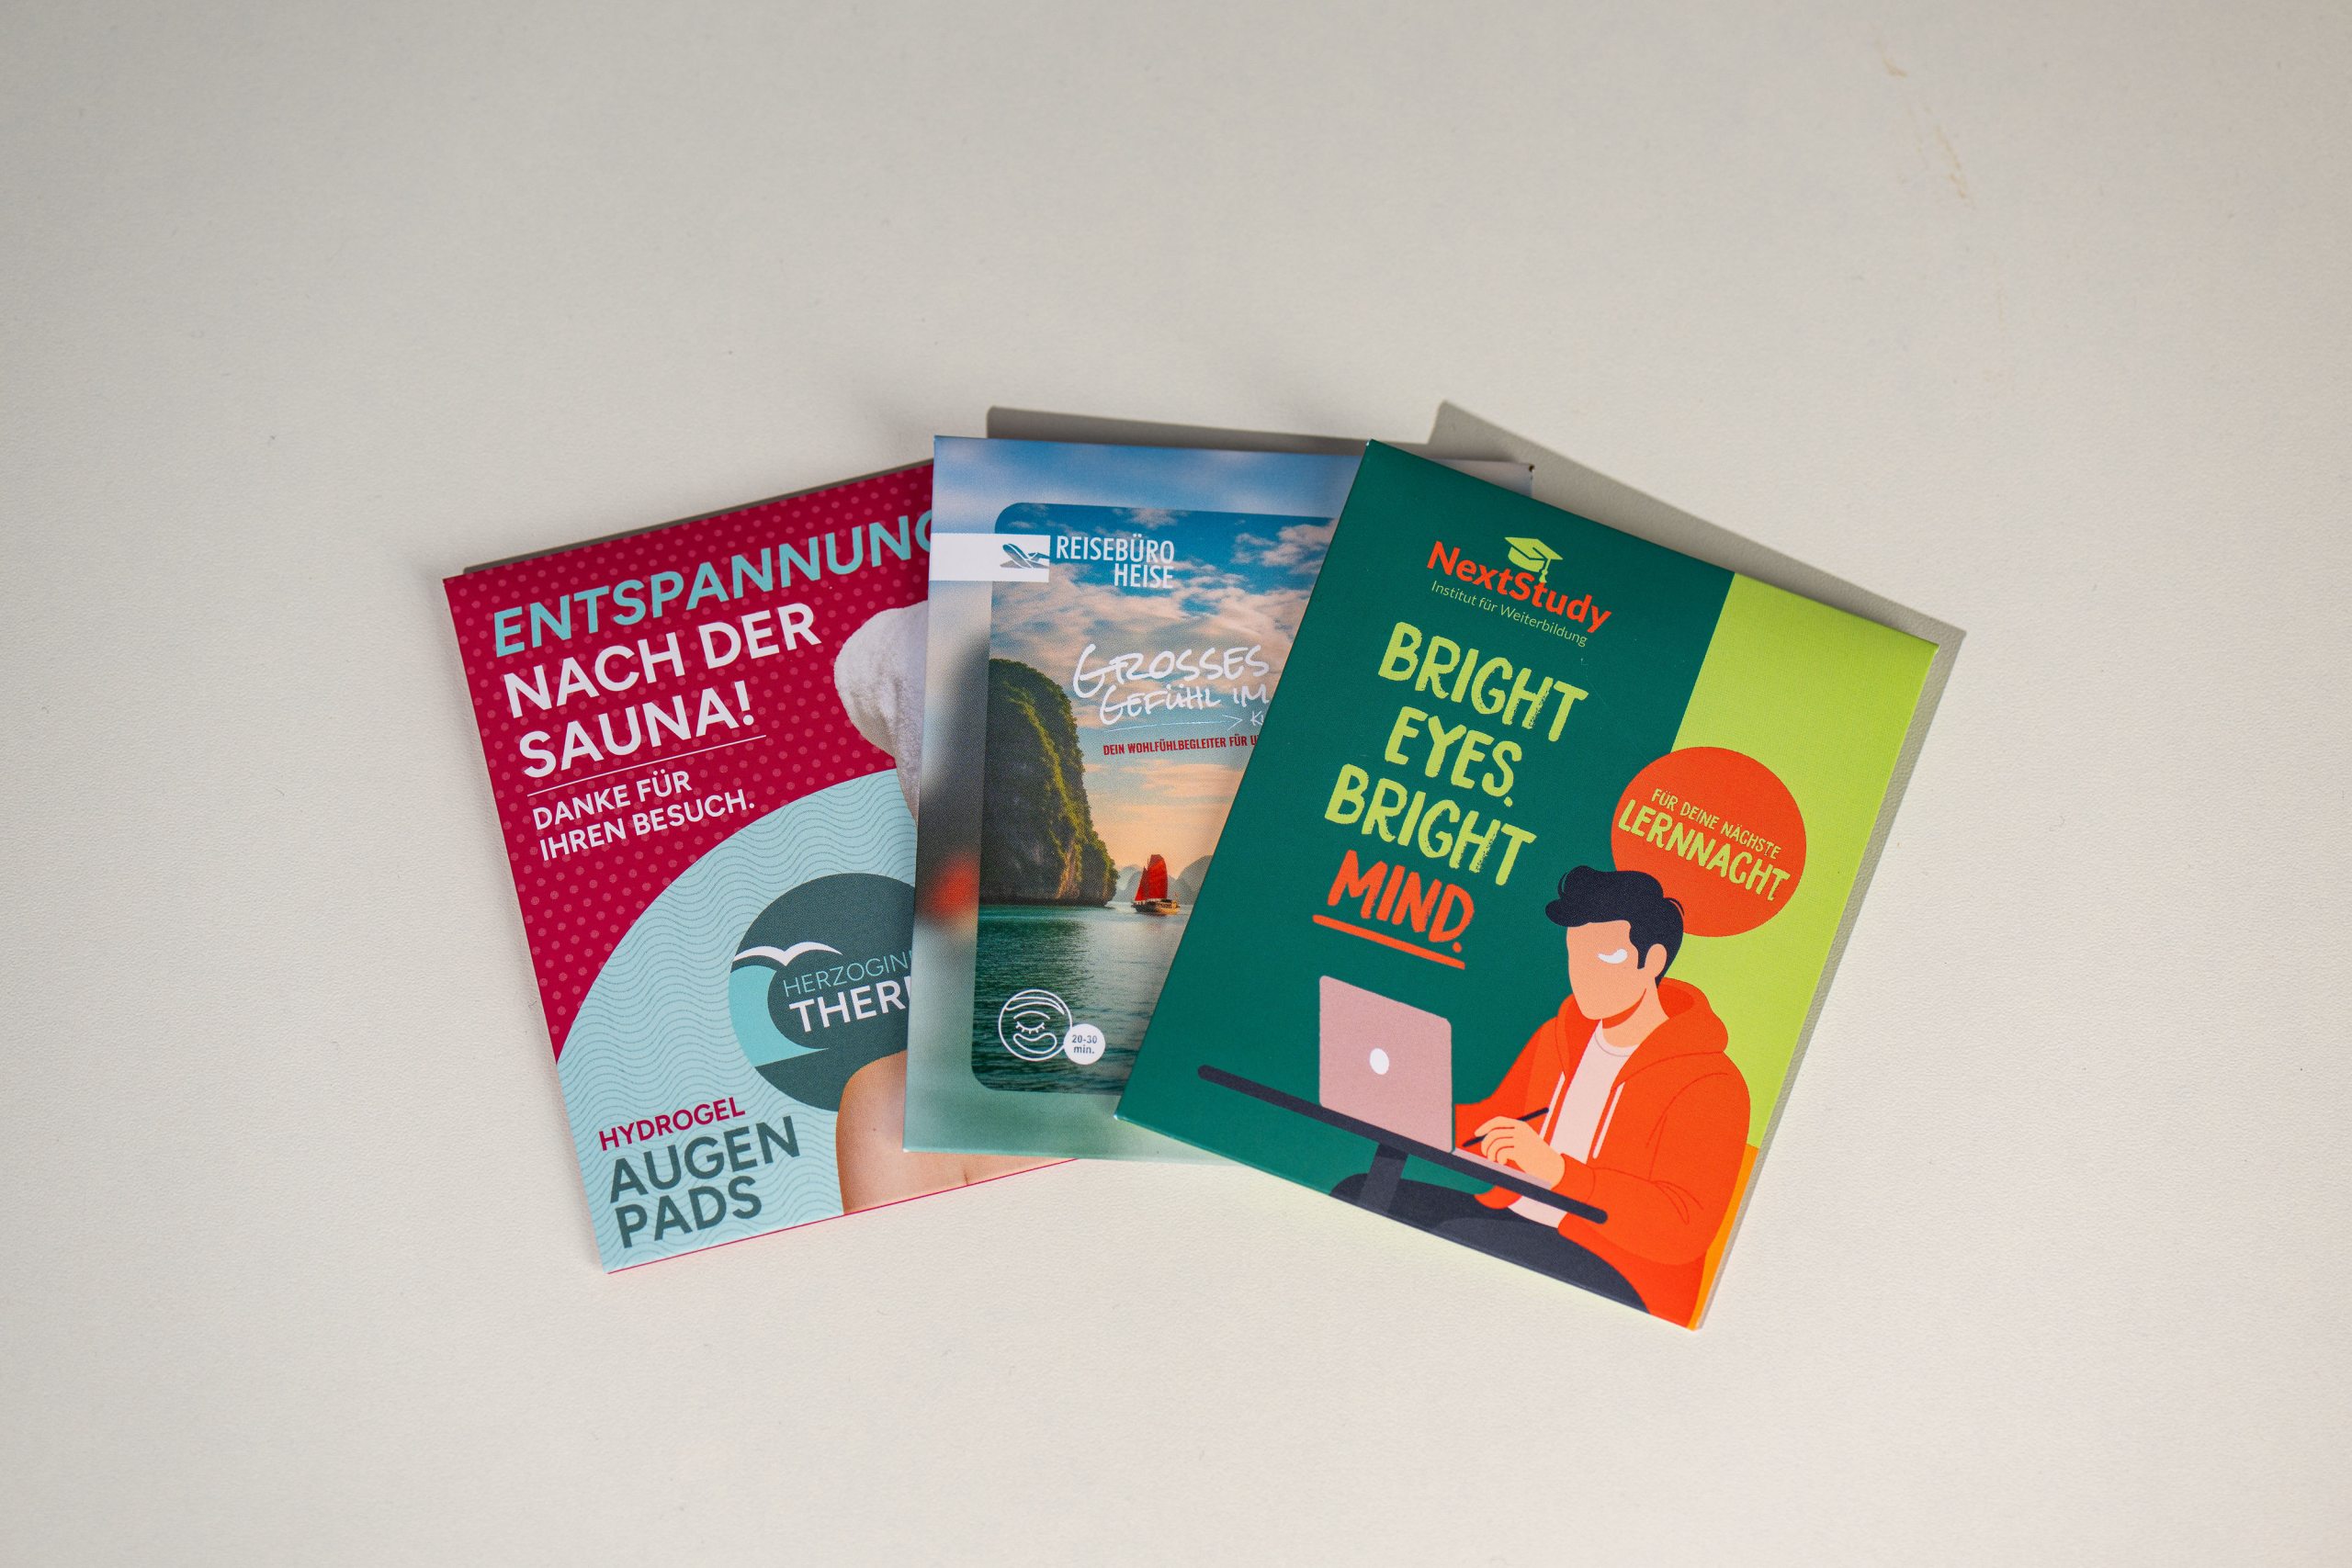 ENTSPANNUNG
NACH DER
SAUNA!
DANKE FÜR
IHREN BESUCH.
HERZOGIN
THER
HYDROGEL
AUGEN
PADS
REISEBÜRO
HEISE
GROSSES
GEFÜHL IM
DEIN WOHLFÜHLBEGLEITER FÜR U
20-30
min.
NextStudy
Institut für Weiterbildung
BRIGHT
EYES.
BRIGHT
MIND.
FÜR DEINE NÄCHSTE
LERNNACHT